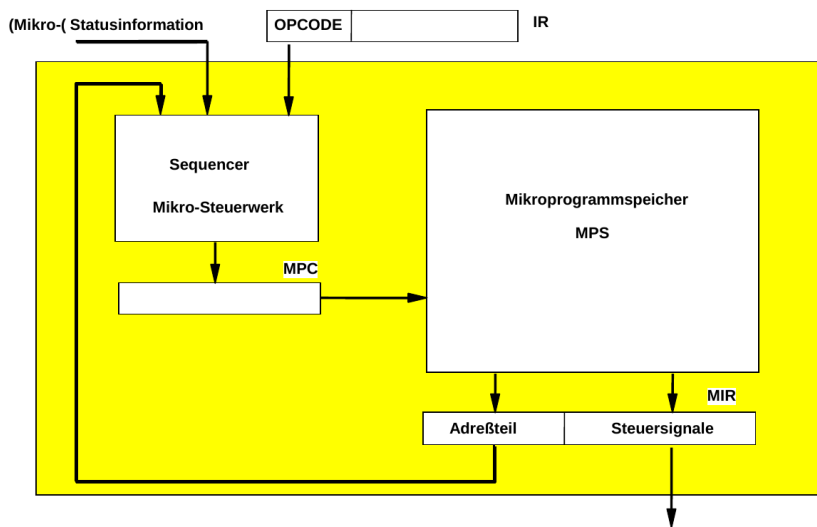 (Mikro-( Statusinformation
OPCODE
IR
Sequencer
Mikro-Steuerwerk
Mikroprogrammspeicher
MPS
MPC
MIR
Adreßteil
Steuersignale